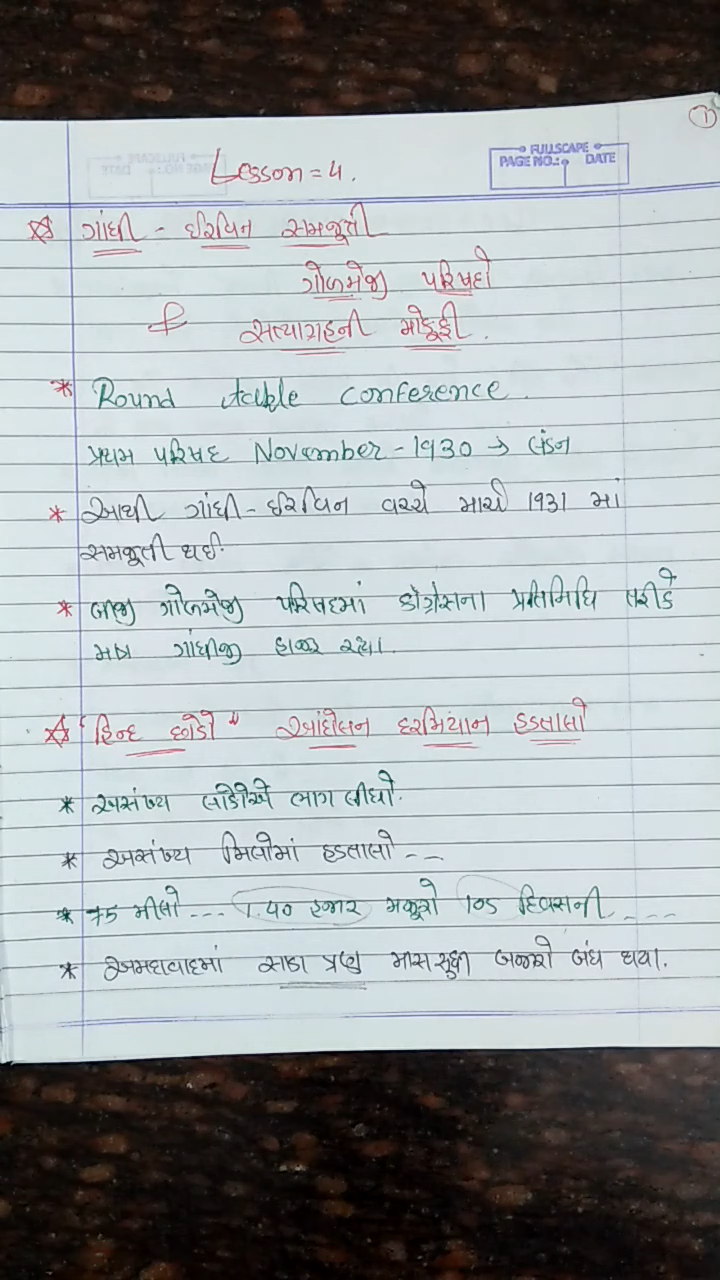 1
Lesson = 4.
FULLSCAPE
PAGE NO.: DATE
ગાંધી - ઇરવિન સમજૂતી
ગોળમેજી પરિષદો
& સત્યાગ્રહની મોકૂફી.
* Round table conference.
પ્રથમ પરિષદ November - 1930 → લંડન
* આથી ગાંધી - ઇરવિન વચ્ચે માર્ચ 1931 માં
સમજૂતી થઈ.
* બીજી ગોળમેજી પરિષદમાં કોંગ્રેસના પ્રતિનિધિ તરીકે
માત્ર ગાંધીજી હાજર રહ્યા.
"હિન્દ છોડો" આંદોલન દરમિયાન હડતાલો
* અસંખ્ય લોકોએ ભાગ લીધો.
* અસંખ્ય મિલોમાં હડતાલો --
* 75 મીલો --- 1.40 હજાર મજૂરો 105 દિવસની ----
* અમદાવાદમાં સાડા ત્રણ માસ સુધી બજારો બંધ થયા.